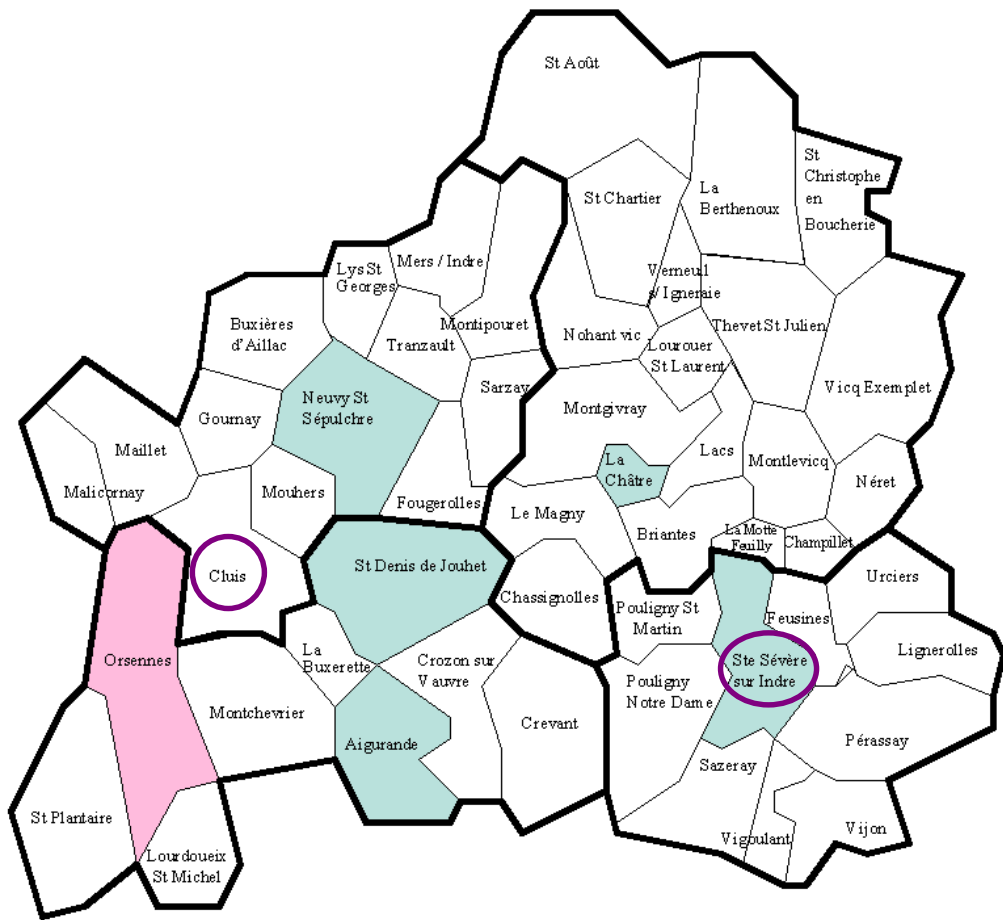 St Août
St
Christophe
en
Boucherie
La
Berthenoux
St Chartier
Lys St
Georges
Mers / Indre
Verneuil
s/ Igneraie
Buxières
d'Aillac
Tranzault
Montipouret
Nohant vic
Thevet St Julien
Lourouer
St Laurent
Vicq Exemplet
Neuvy St
Sépulchre
Sarzay
Montgivray
Gournay
Maillet
Lacs
La
Châtre
Montlevicq
Malicornay
Mouhers
Fougerolles
Néret
Le Magny
Briantes
La Motte
Feuilly
Champillet
Cluis
St Denis de Jouhet
Chassignolles
Urciers
Pouligny St
Martin
Feusines
Orsennes
La
Buxerette
Crozon sur
Vauvre
Ste Sévère
sur Indre
Lignerolles
Pouligny
Notre Dame
Montchevrier
Crevant
Aigurande
Pérassay
Sazeray
St Plantaire
Vigoulant
Vijon
Lourdoueix
St Michel